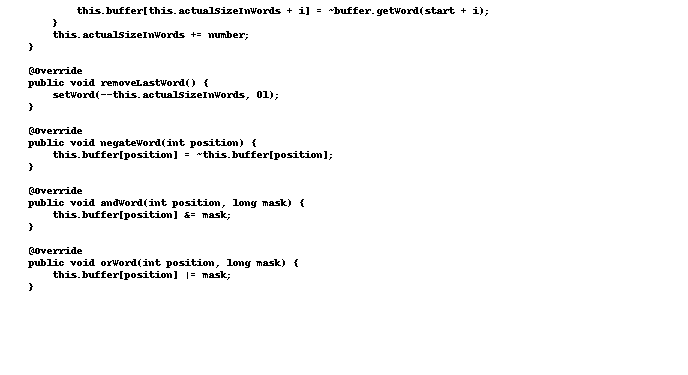 this.buffer[this.actualSizeInWords + i] = ~buffer.getWord(start + i);
}
this.actualSizeInWords += number;
}
@Override
public void removeLastWord() {
setWord(--this.actualSizeInWords, 0l);
}
@Override
public void negateWord(int position) {
this.buffer[position] = ~this.buffer[position];
}
@Override
public void andWord(int position, long mask) {
this.buffer[position] &= mask;
}
@Override
public void orWord(int position, long mask) {
this.buffer[position] |= mask;
}